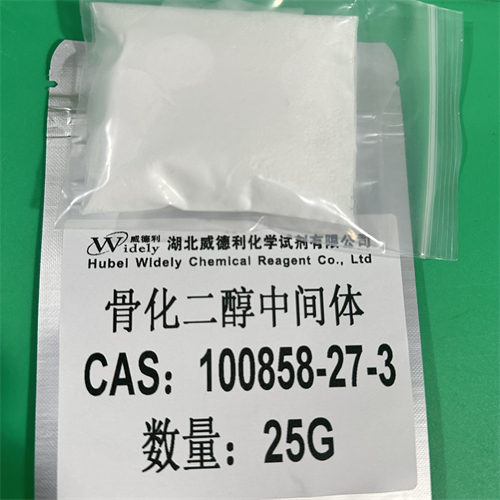 Widely 威德利 湖北威德利化学试剂有限公司
Hubei Widely Chemical Reagent Co., Ltd
骨化二醇中间体
CAS：100858-27-3
数量：25G